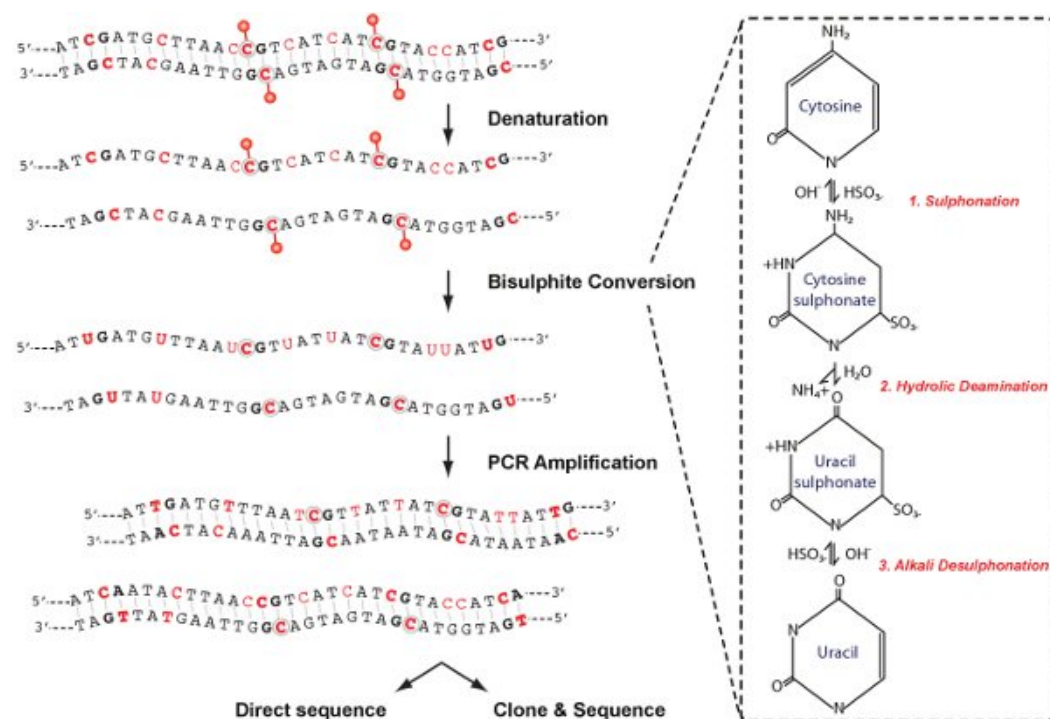 5'----ATCGATGCTTAACCGTCATCATCGTACCATCG----3'
3'----TAGCTACGAATTGGCAGTAGTAGCATGGTAGC----5'
Denaturation
5'----ATCGATGCTTAACCGTCATCATCGTACCATCG----3'
3'----TAGCTACGAATTGGCAGTAGTAGCATGGTAGC----5'
Bisulphite Conversion
5'----ATUGATGUTTAAUCGTUATUATCGTAUUATUG----3'
3'----TAGUTAUGAATTGGCAGTAGTAGCATGGTAGU----5'
PCR Amplification
5'----ATTGATGTTTAATCGTTATTATCGTATTATTG----3'
3'----TAACTACAAATTAGCAATAATAGCATAATAAC----5'
5'----ATCAATACTTAACCGTCATCATCGTACCATCA----3'
3'----TAGTTATGAATTGGCAGTAGTAGCATGGTAGT----5'
Direct sequence
Clone & Sequence
NH₂
Cytosine
O
N
OH⁻ HSO₃-
1. Sulphonation
NH₂
+HN
Cytosine
sulphonate
O
SO₃-
N
H₂O
NH₄+
2. Hydrolic Deamination
O
+HN
Uracil
sulphonate
O
SO₃-
N
HSO₃- OH⁻
3. Alkali Desulphonation
O
N
Uracil
O
N